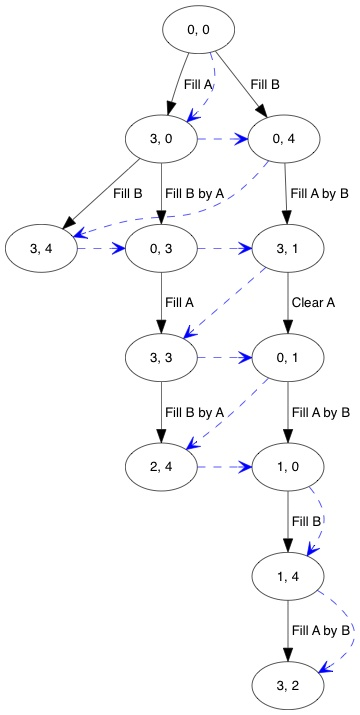 0, 0
Fill A
Fill B
3, 0
0, 4
Fill B
Fill B by A
Fill A by B
3, 4
0, 3
3, 1
Fill A
Clear A
3, 3
0, 1
Fill B by A
Fill A by B
2, 4
1, 0
Fill B
1, 4
Fill A by B
3, 2